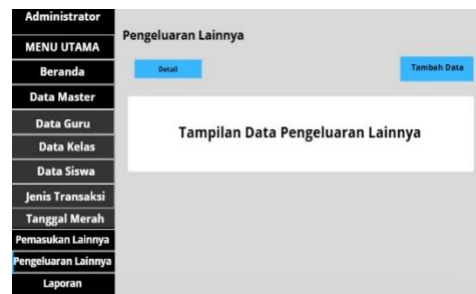 Administrator
MENU UTAMA
Beranda
Data Master
Data Guru
Data Kelas
Data Siswa
Jenis Transaksi
Tanggal Merah
Pemasukan Lainnya
Pengeluaran Lainnya
Laporan
Pengeluaran Lainnya
Detail
Tambah Data
Tampilan Data Pengeluaran Lainnya